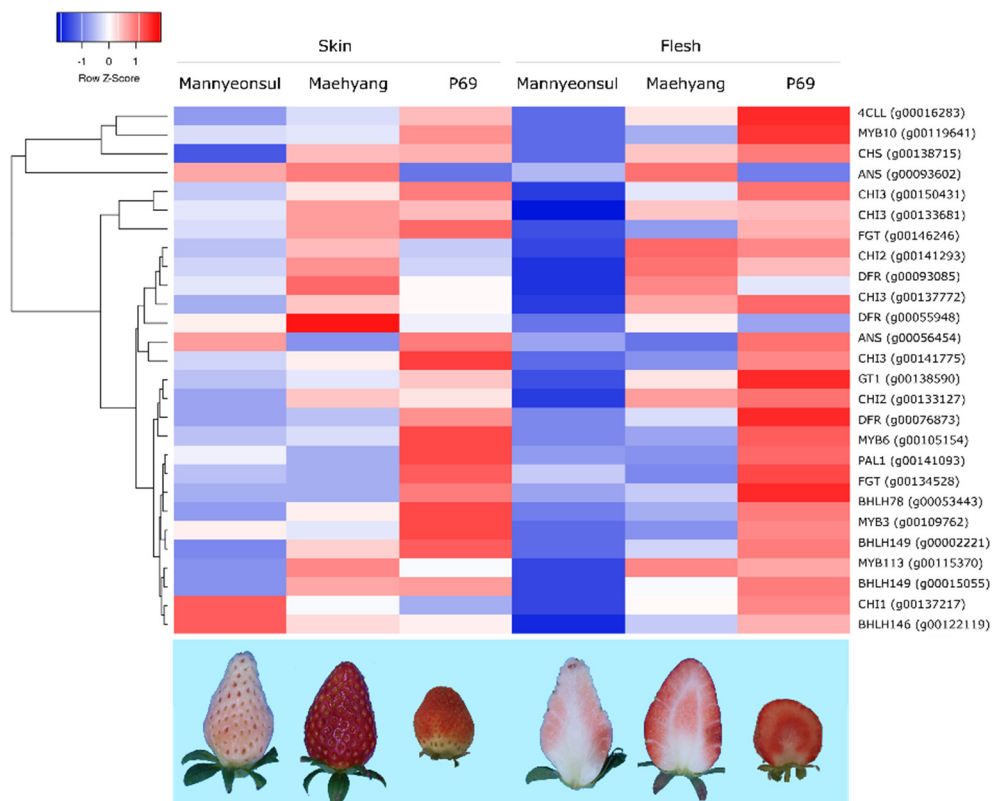 -1 0 1
Row Z-Score
Skin Flesh
Mannyeonsul Maehyang P69 Mannyeonsul Maehyang P69
4CLL (g00016283)
MYB10 (g00119641)
CHS (g00138715)
ANS (g00093602)
CHI3 (g00150431)
CHI3 (g00133681)
FGT (g00146246)
CHI2 (g00141293)
DFR (g00093085)
CHI3 (g00137772)
DFR (g00055948)
ANS (g00056454)
CHI3 (g00141775)
GT1 (g00138590)
CHI2 (g00133127)
DFR (g00076873)
MYB6 (g00105154)
PAL1 (g00141093)
FGT (g00134528)
BHLH78 (g00053443)
MYB3 (g00109762)
BHLH149 (g00002221)
MYB113 (g00115370)
BHLH149 (g00015055)
CHI1 (g00137217)
BHLH146 (g00122119)